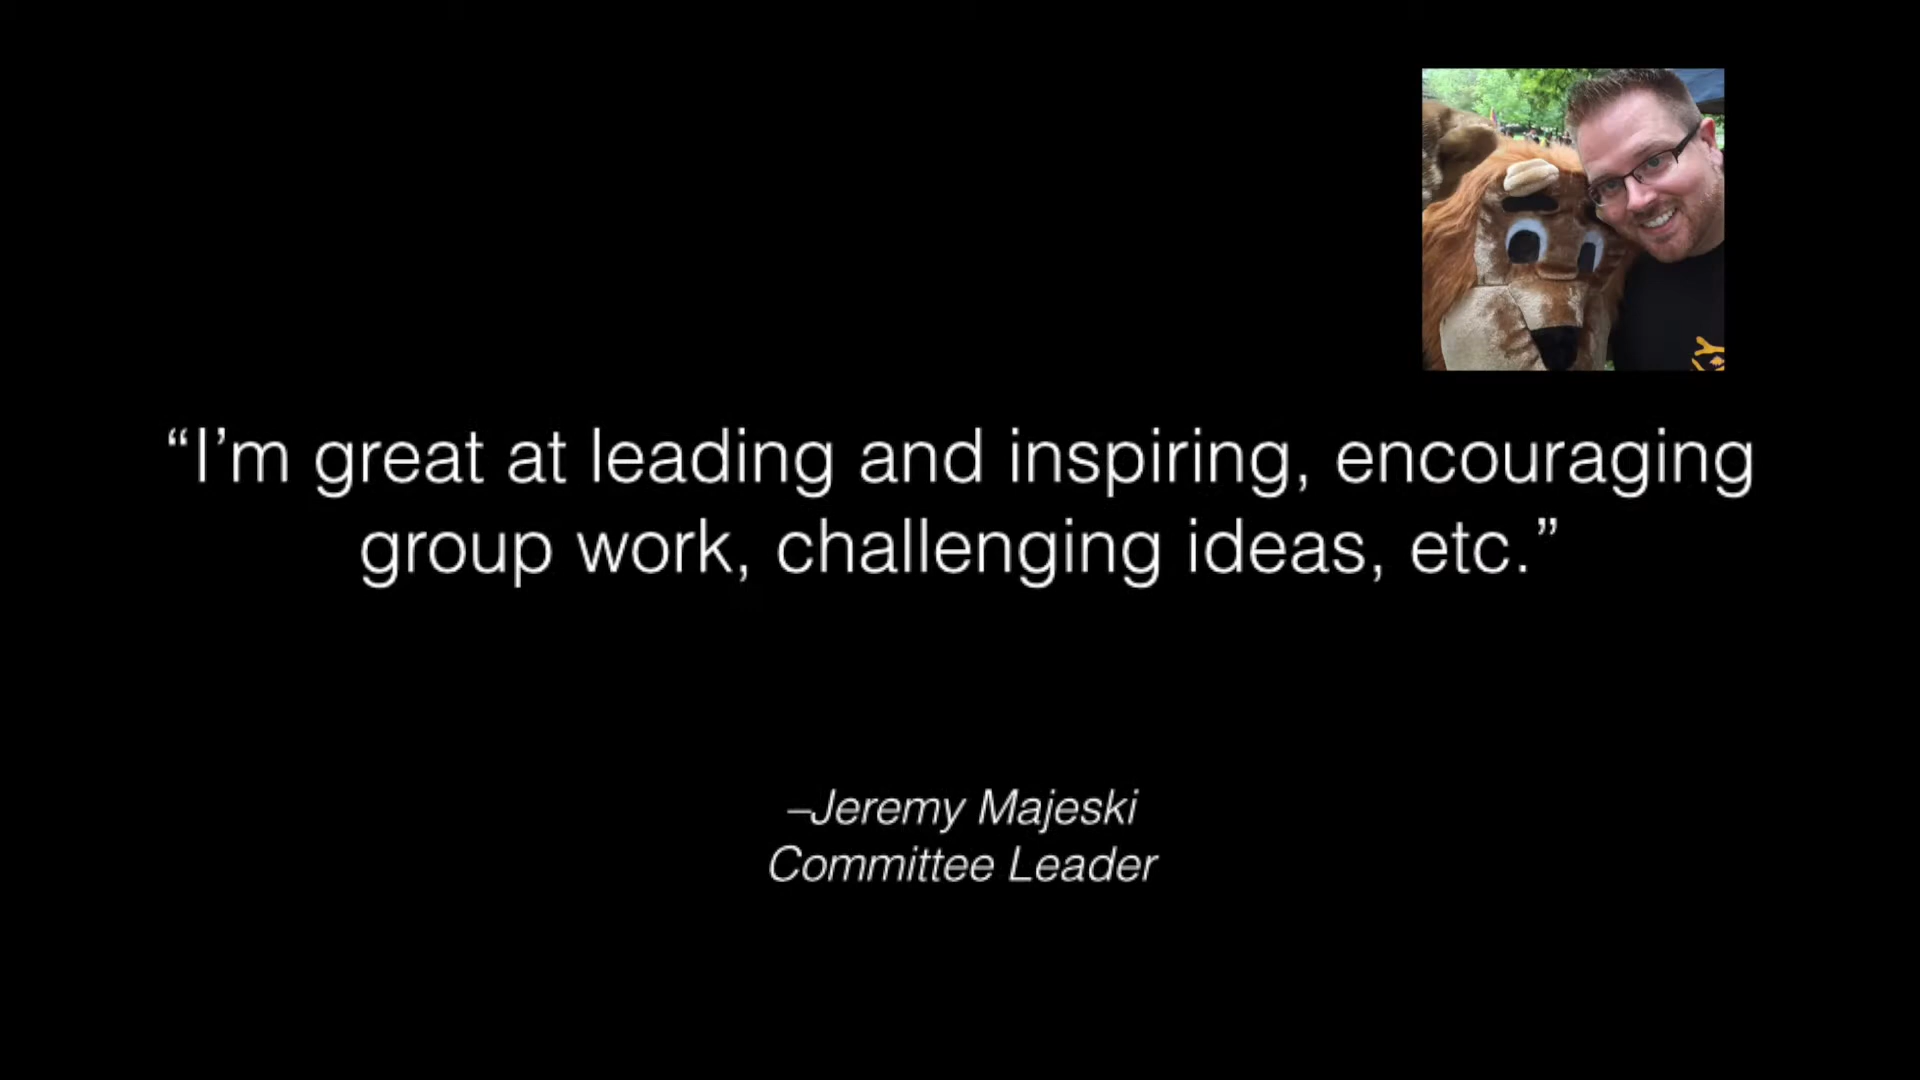 “I’m great at leading and inspiring, encouraging
group work, challenging ideas, etc.”
–Jeremy Majeski
Committee Leader